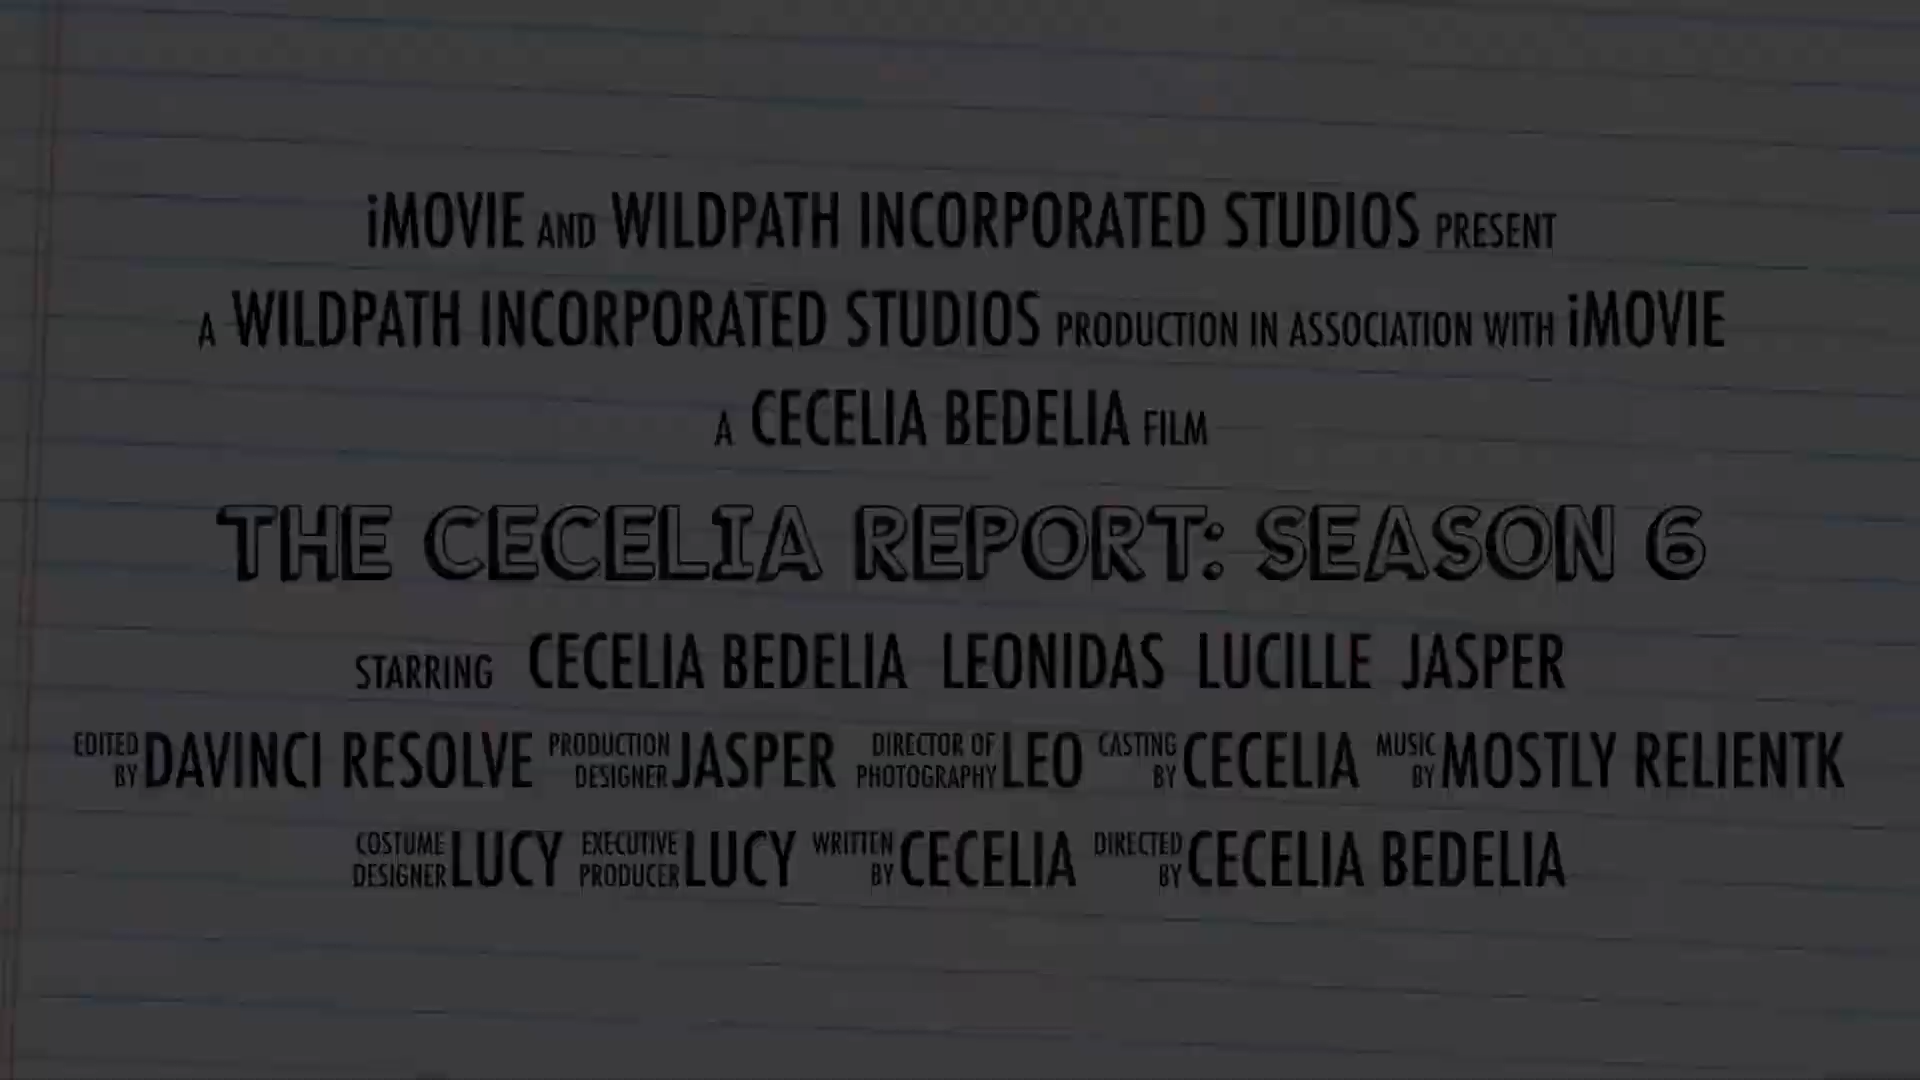 iMOVIE AND WILDPATH INCORPORATED STUDIOS PRESENT
A WILDPATH INCORPORATED STUDIOS PRODUCTION IN ASSOCIATION WITH iMOVIE
A CECELIA BEDELIA FILM
THE CECELIA REPORT: SEASON 6
STARRING CECELIA BEDELIA LEONIDAS LUCILLE JASPER
EDITED BY DAVINCI RESOLVE PRODUCTION DESIGNER JASPER DIRECTOR OF PHOTOGRAPHY LEO CASTING BY CECELIA MUSIC BY MOSTLY RELIENTK
COSTUME DESIGNER LUCY EXECUTIVE PRODUCER LUCY WRITTEN BY CECELIA DIRECTED BY CECELIA BEDELIA